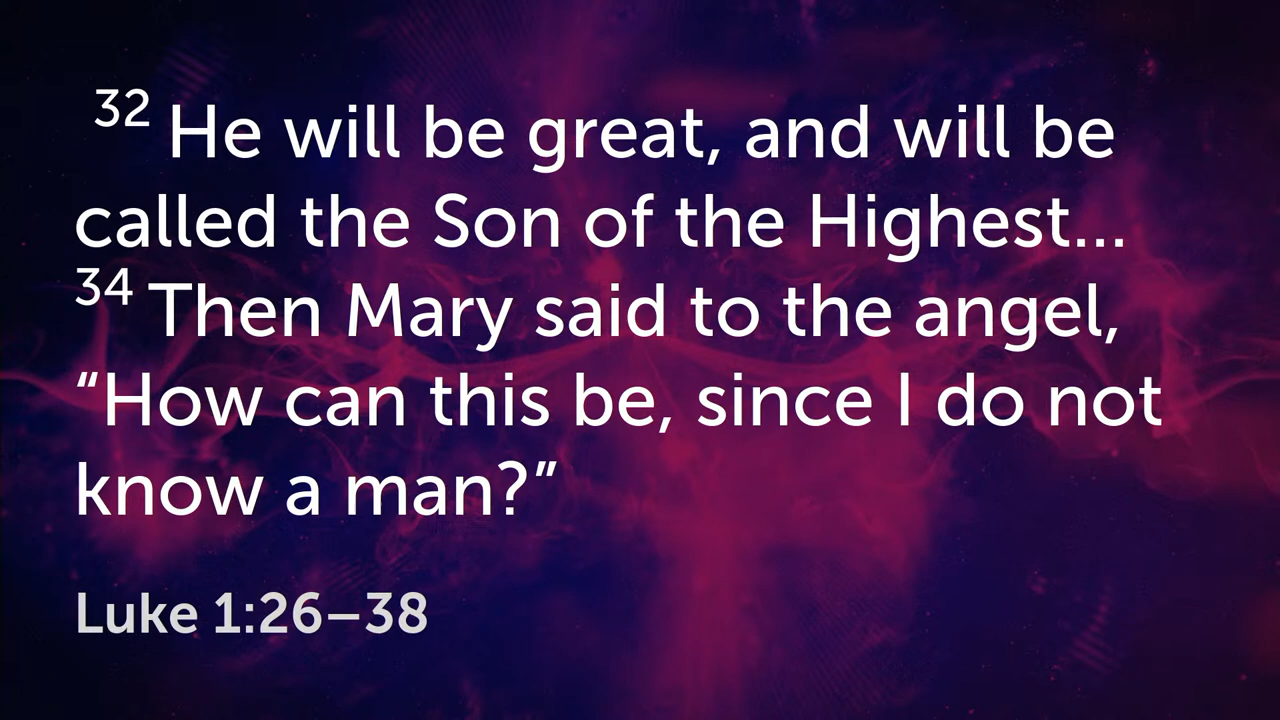 32 He will be great, and will be
called the Son of the Highest...
34 Then Mary said to the angel,
“How can this be, since I do not
know a man?”
Luke 1:26–38